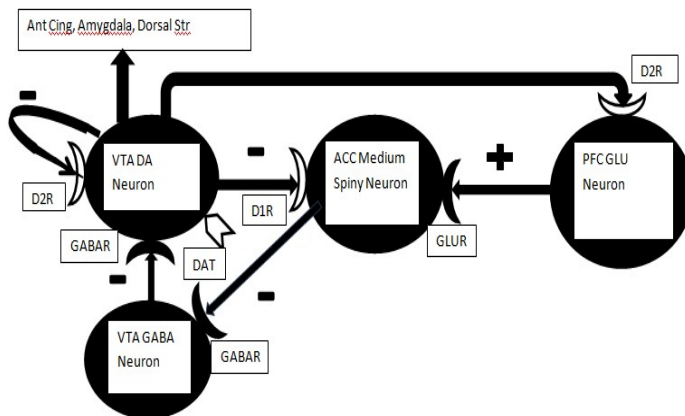 Ant Cing, Amygdala, Dorsal Str
D2R
-
-
+
VTA DA
Neuron
ACC Medium
Spiny Neuron
PFC GLU
Neuron
D2R
D1R
GABAR
GLUR
DAT
-
-
VTA GABA
Neuron
GABAR